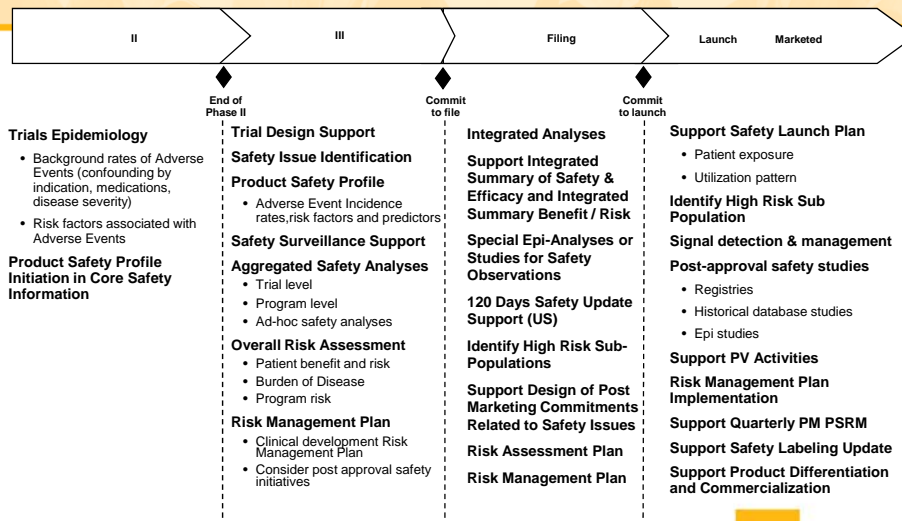 II
III
Filing
Launch Marketed
End of
Phase II
Commit
to file
Commit
to launch
Trials Epidemiology
• Background rates of Adverse
Events (confounding by
indication, medications,
disease severity)
• Risk factors associated with
Adverse Events
Product Safety Profile
Initiation in Core Safety
Information
Trial Design Support
Safety Issue Identification
Product Safety Profile
• Adverse Event Incidence
rates,risk factors and predictors
Safety Surveillance Support
Aggregated Safety Analyses
• Trial level
• Program level
• Ad-hoc safety analyses
Overall Risk Assessment
• Patient benefit and risk
• Burden of Disease
• Program risk
Risk Management Plan
• Clinical development Risk
Management Plan
• Consider post approval safety
initiatives
Integrated Analyses
Support Integrated
Summary of Safety &
Efficacy and Integrated
Summary Benefit / Risk
Special Epi-Analyses or
Studies for Safety
Observations
120 Days Safety Update
Support (US)
Identify High Risk Sub-
Populations
Support Design of Post
Marketing Commitments
Related to Safety Issues
Risk Assessment Plan
Risk Management Plan
Support Safety Launch Plan
• Patient exposure
• Utilization pattern
Identify High Risk Sub
Population
Signal detection & management
Post-approval safety studies
• Registries
• Historical database studies
• Epi studies
Support PV Activities
Risk Management Plan
Implementation
Support Quarterly PM PSRM
Support Safety Labeling Update
Support Product Differentiation
and Commercialization